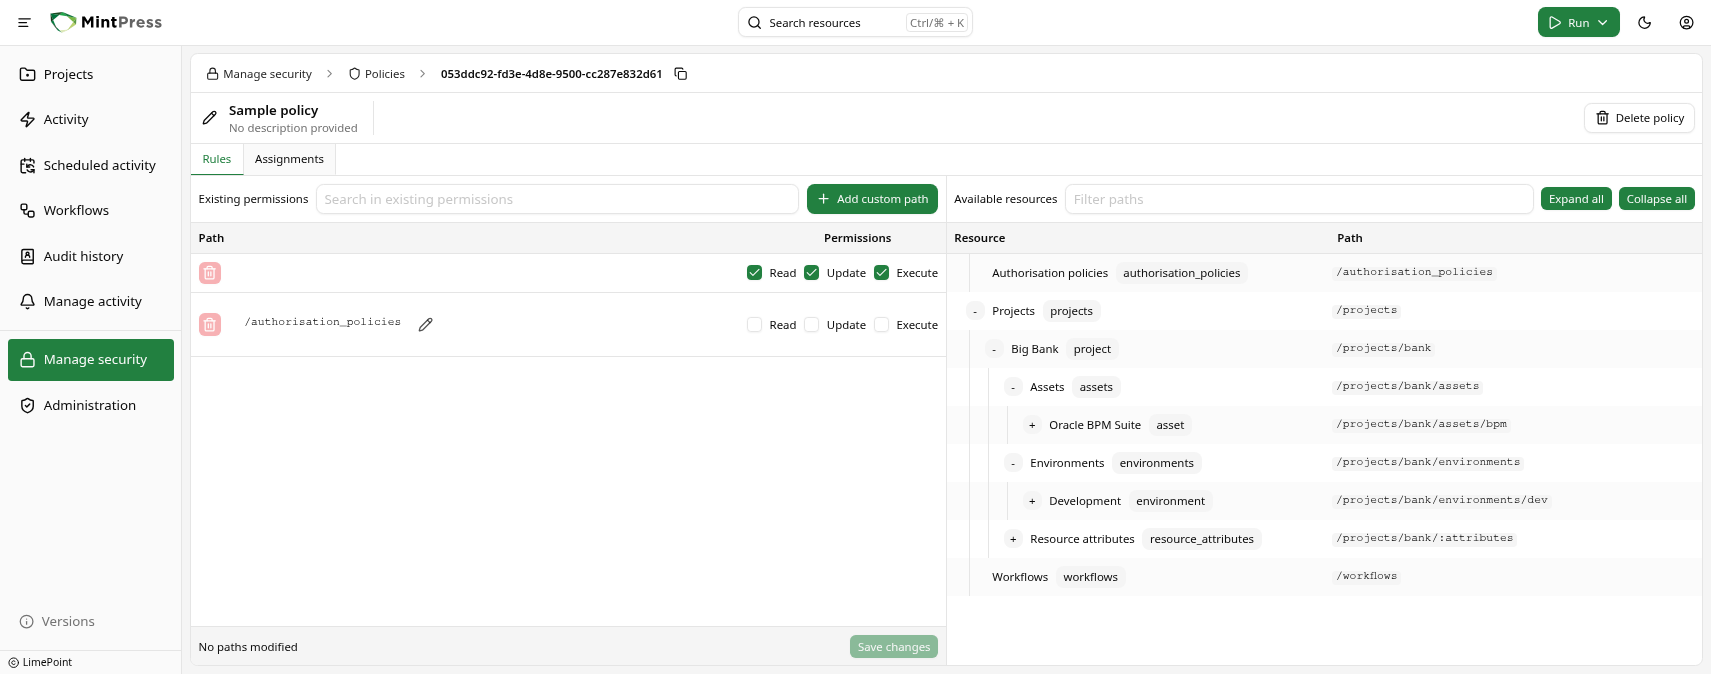 MintPress
Search resources Ctrl/⌘ + K
Run
Projects
Activity
Scheduled activity
Workflows
Audit history
Manage activity
Manage security
Administration
Versions
© LimePoint
Manage security > Policies > 053ddc92-fd3e-4d8e-9500-cc287e832d61
Sample policy
No description provided
Delete policy
Rules Assignments
Existing permissions Search in existing permissions + Add custom path
Path Permissions
Read Update Execute
/authorisation_policies Read Update Execute
No paths modified Save changes
Available resources Filter paths Expand all Collapse all
Resource Path
Authorisation policies authorisation_policies /authorisation_policies
- Projects projects /projects
- Big Bank project /projects/bank
- Assets assets /projects/bank/assets
+ Oracle BPM Suite asset /projects/bank/assets/bpm
- Environments environments /projects/bank/environments
+ Development environment /projects/bank/environments/dev
+ Resource attributes resource_attributes /projects/bank/:attributes
Workflows workflows /workflows